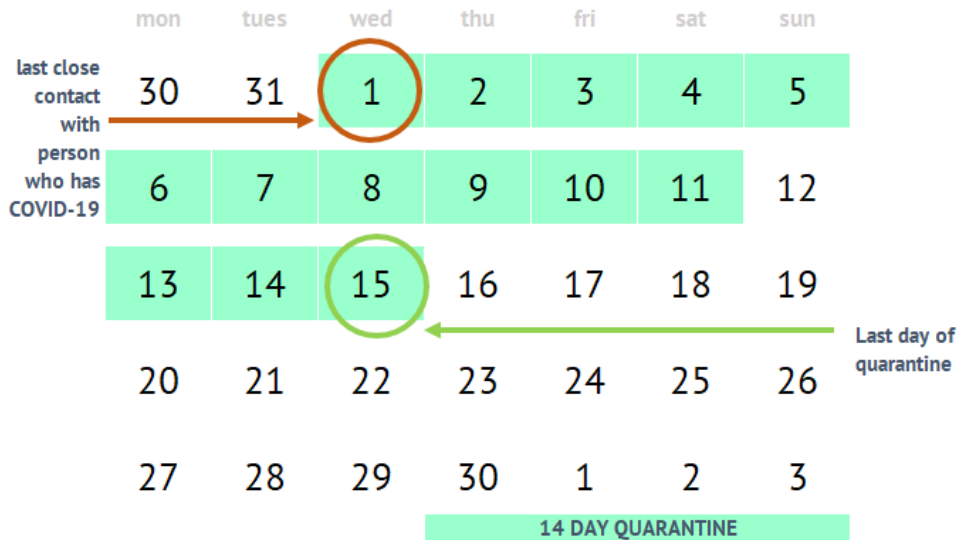 mon tues wed thu fri sat sun
last close
contact
with
person
who has
COVID-19
30 31 1 2 3 4 5
6 7 8 9 10 11 12
13 14 15 16 17 18 19
Last day of
quarantine
20 21 22 23 24 25 26
27 28 29 30 1 2 3
14 DAY QUARANTINE